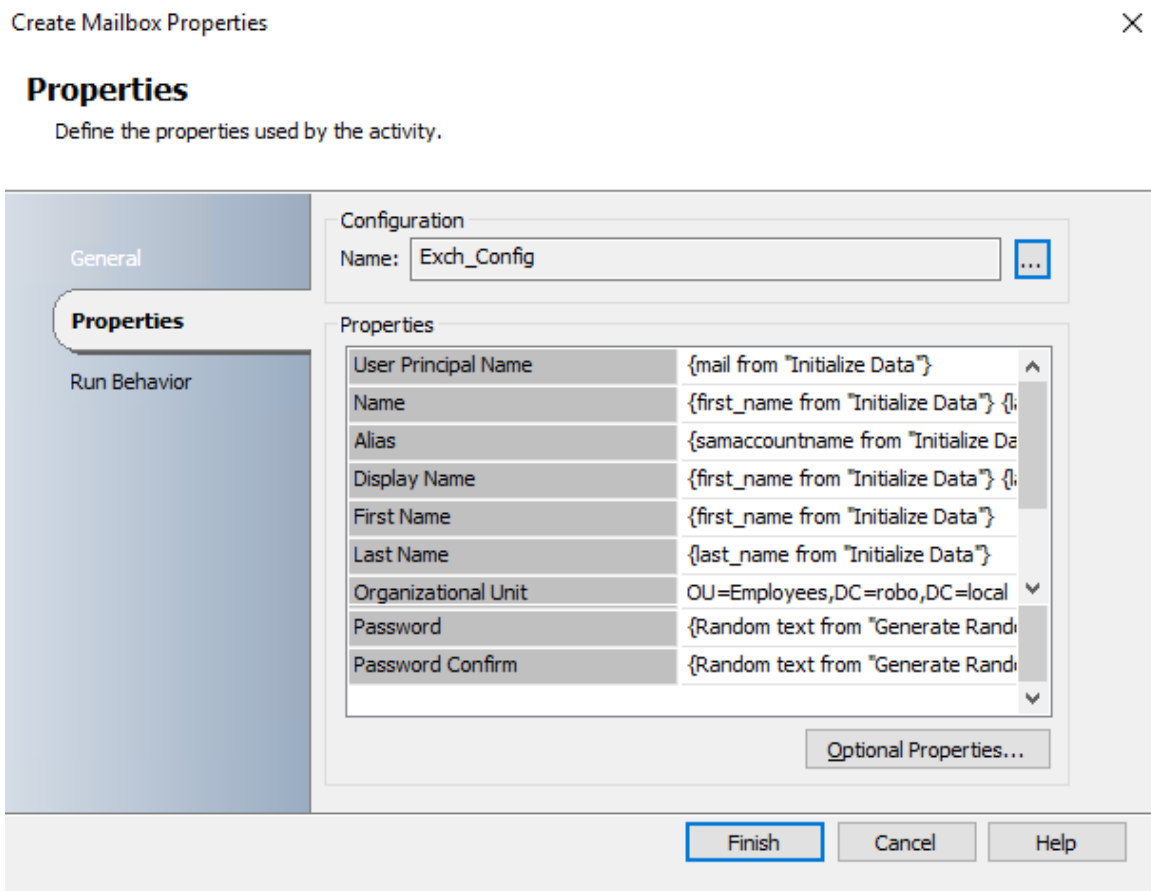 Create Mailbox Properties
Properties
Define the properties used by the activity.
General
Properties
Run Behavior
Configuration
Name: Exch_Config ...
Properties
User Principal Name {mail from "Initialize Data"}
Name {first_name from "Initialize Data"} {la
Alias {samaccountname from "Initialize Da
Display Name {first_name from "Initialize Data"} {la
First Name {first_name from "Initialize Data"}
Last Name {last_name from "Initialize Data"}
Organizational Unit OU=Employees,DC=robo,DC=local
Password {Random text from "Generate Rand
Password Confirm {Random text from "Generate Rand
Optional Properties...
Finish Cancel Help